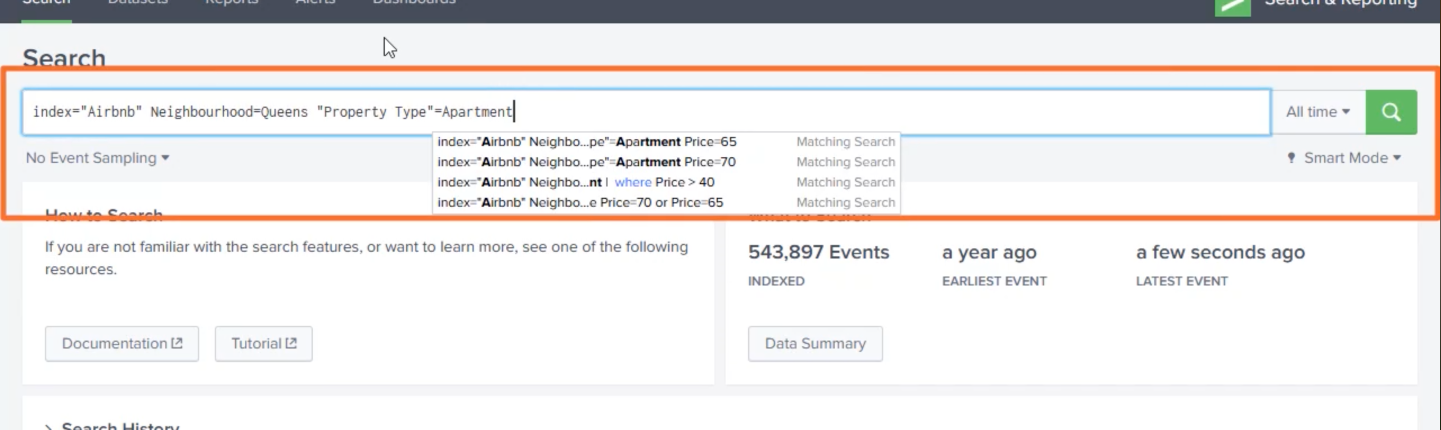 Search Datasets Reports Alerts Dashboards Search & Reporting
Search
index="Airbnb" Neighbourhood=Queens "Property Type"=Apartment All time
index="Airbnb" Neighbo...pe"=Apartment Price=65 Matching Search
No Event Sampling Smart Mode
index="Airbnb" Neighbo...pe"=Apartment Price=70 Matching Search
index="Airbnb" Neighbo...nt | where Price > 40 Matching Search
index="Airbnb" Neighbo...e Price=70 or Price=65 Matching Search
How to Search What to Search
If you are not familiar with the search features, or want to learn more, see one of the following
resources.
543,897 Events a year ago a few seconds ago
INDEXED EARLIEST EVENT LATEST EVENT
Documentation Tutorial Data Summary
Search History